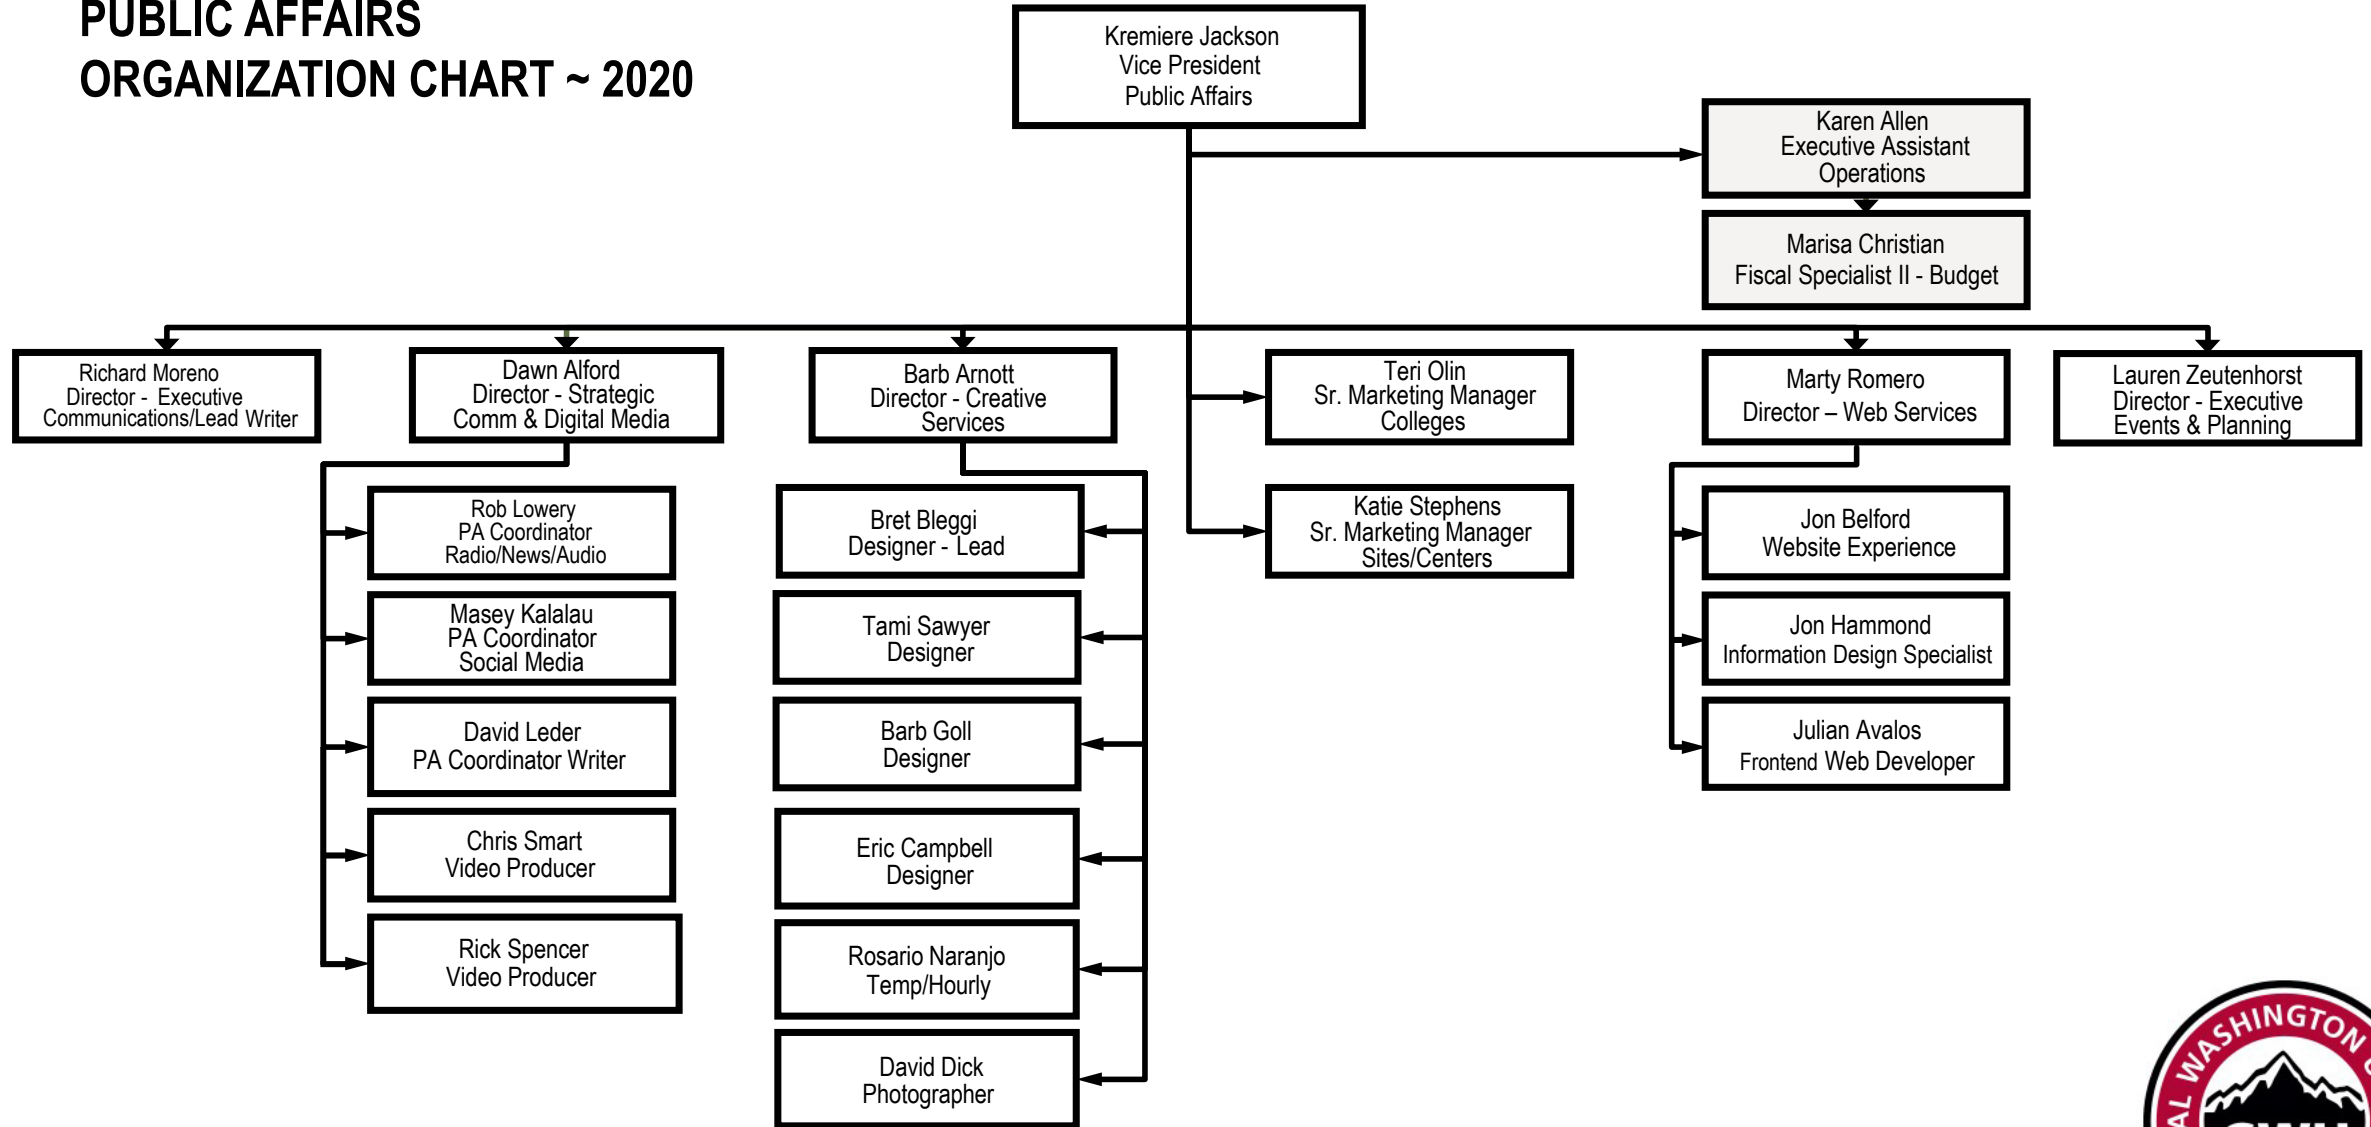 PUBLIC AFFAIRS
ORGANIZATION CHART ~ 2020
Kremiere Jackson
Vice President
Public Affairs
Karen Allen
Executive Assistant
Operations
Marisa Christian
Fiscal Specialist II - Budget
Richard Moreno
Director - Executive
Communications/Lead Writer
Dawn Alford
Director - Strategic
Comm & Digital Media
Barb Arnott
Director - Creative
Services
Teri Olin
Sr. Marketing Manager
Colleges
Marty Romero
Director – Web Services
Lauren Zeutenhorst
Director - Executive
Events & Planning
Rob Lowery
PA Coordinator
Radio/News/Audio
Masey Kalalau
PA Coordinator
Social Media
David Leder
PA Coordinator Writer
Chris Smart
Video Producer
Rick Spencer
Video Producer
Bret Bleggi
Designer - Lead
Tami Sawyer
Designer
Barb Goll
Designer
Eric Campbell
Designer
Rosario Naranjo
Temp/Hourly
David Dick
Photographer
Katie Stephens
Sr. Marketing Manager
Sites/Centers
Jon Belford
Website Experience
Jon Hammond
Information Design Specialist
Julian Avalos
Frontend Web Developer
WASHINGTON